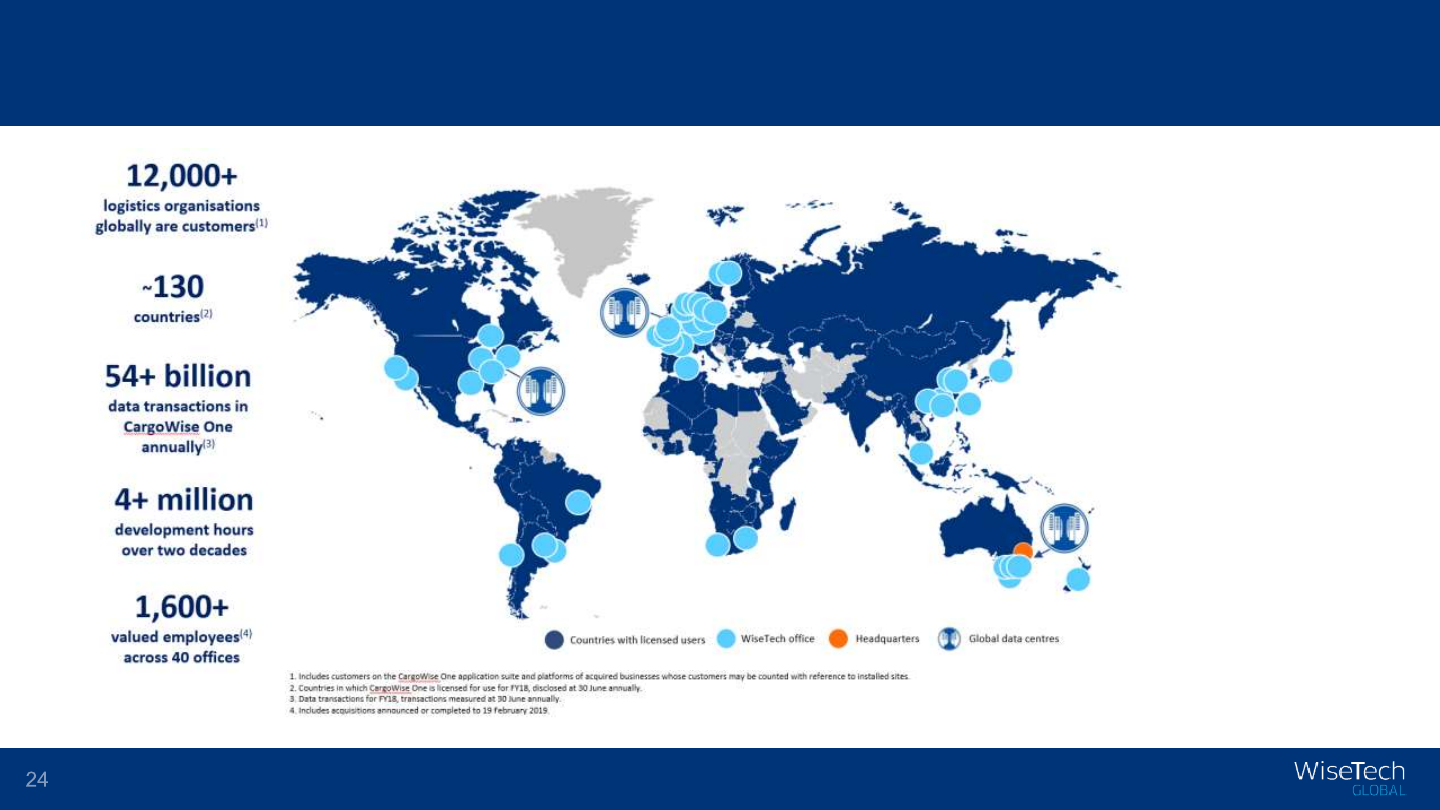 12,000+
logistics organisations
globally are customers(1)
~130
countries(2)
54+ billion
data transactions in
CargoWise One
annually(3)
4+ million
development hours
over two decades
1,600+
valued employees(4)
across 40 offices
Countries with licensed users
WiseTech office
Headquarters
Global data centres
1. Includes customers on the CargoWise One application suite and platforms of acquired businesses whose customers may be counted with reference to installed sites.
2. Countries in which CargoWise One is licensed for use for FY18, disclosed at 30 June annually.
3. Data transactions for FY18, transactions measured at 30 June annually.
4. Includes acquisitions announced or completed to 19 February 2019.
24
WiseTech
GLOBAL